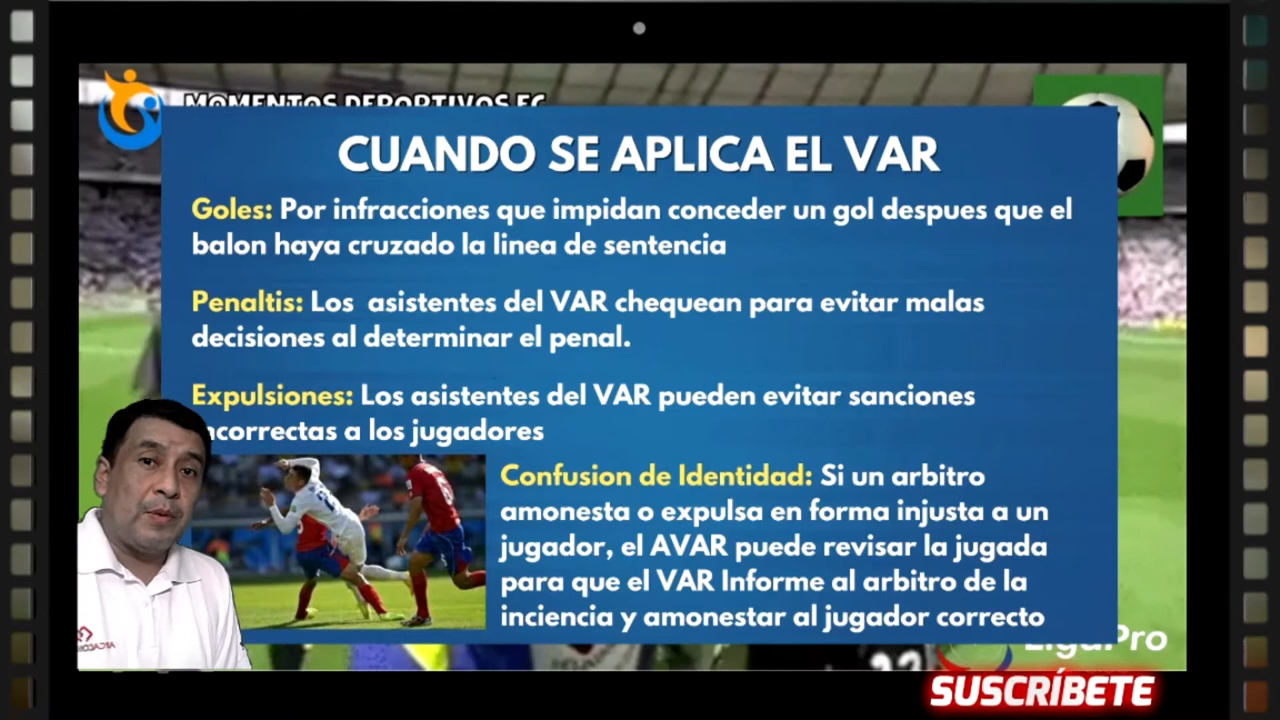 MOMENTOS DEPORTIVOS FC
CUANDO SE APLICA EL VAR
Goles: Por infracciones que impidan conceder un gol despues que el
balon haya cruzado la linea de sentencia
Penaltis: Los asistentes del VAR chequean para evitar malas
decisiones al determinar el penal.
Expulsiones: Los asistentes del VAR pueden evitar sanciones
ncorrectas a los jugadores
Confusion de Identidad: Si un arbitro
amonesta o expulsa en forma injusta a un
jugador, el AVAR puede revisar la jugada
para que el VAR Informe al arbitro de la
inciencia y amonestar al jugador correcto
LigaPro
SUSCRÍBETE